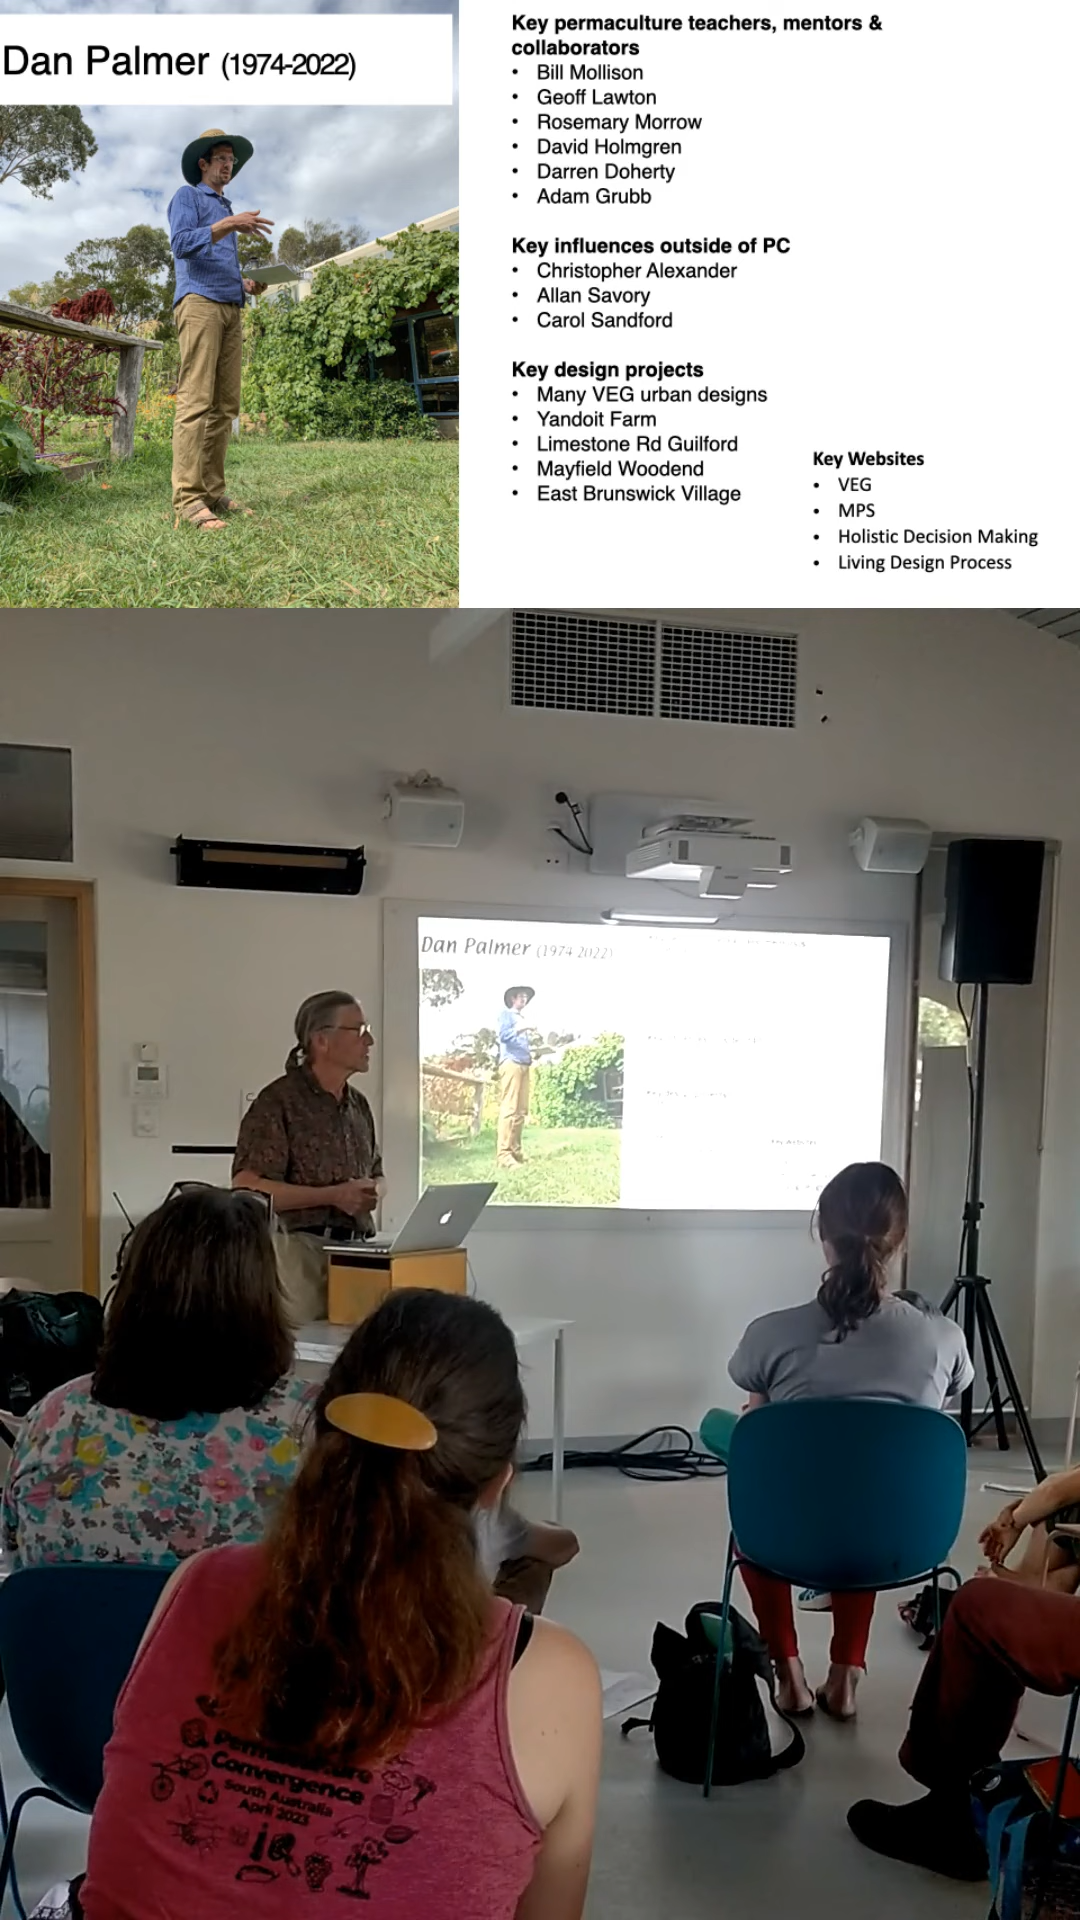 Dan Palmer (1974-2022)
Key permaculture teachers, mentors &
collaborators
• Bill Mollison
• Geoff Lawton
• Rosemary Morrow
• David Holmgren
• Darren Doherty
• Adam Grubb
Key influences outside of PC
• Christopher Alexander
• Allan Savory
• Carol Sandford
Key design projects
• Many VEG urban designs
• Yandoit Farm
• Limestone Rd Guilford
• Mayfield Woodend
• East Brunswick Village
Key Websites
• VEG
• MPS
• Holistic Decision Making
• Living Design Process
Dan Palmer (1974 2022)
Permaculture
Convergence
South Australia
April 2023